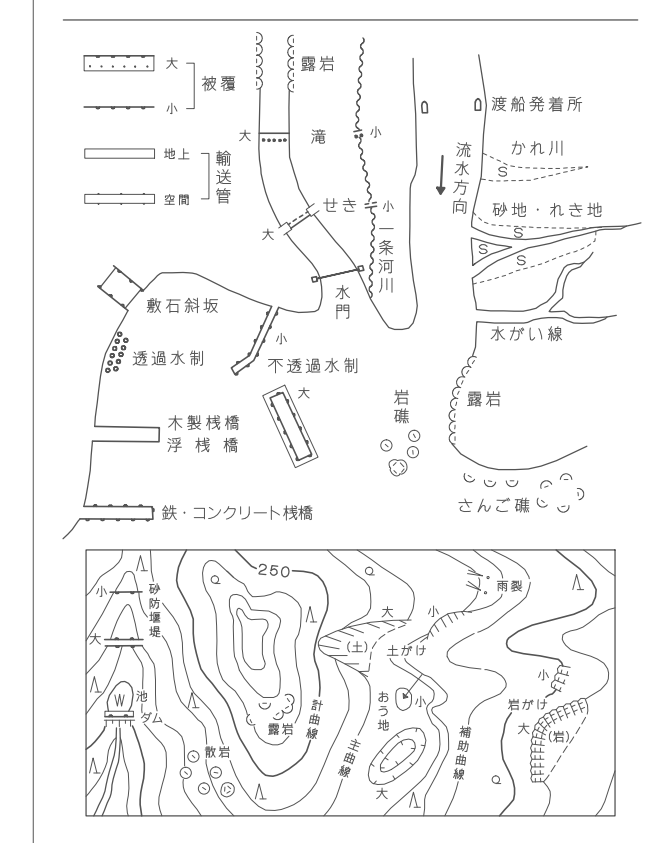 大
小
被覆
地上
空間
輸送管
露岩
大
滝
小
せき
小
大
一条河川
水門
流水方向
渡船発着所
かれ川
S
砂地・れき地
S
S
S
水がい線
敷石斜坂
透過水制
小
不透過水制
大
岩礁
露岩
木製桟橋
浮桟橋
さんご礁
鉄・コンクリート桟橋
250
小
砂防堰堤
大
W
池
ダム
散岩
露岩
計曲線
主曲線
大
(土)
小
土がけ
おう地
小
大
補助曲線
雨裂
小
岩がけ
大
(岩)